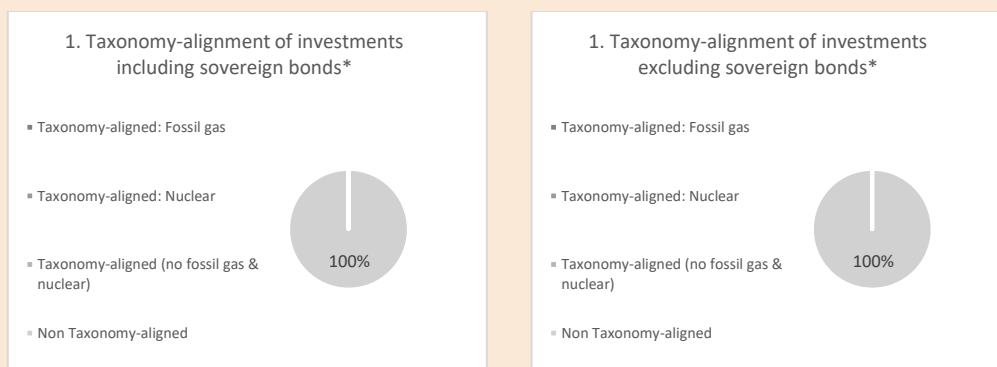 1. Taxonomy-alignment of investments
including sovereign bonds*
Taxonomy-aligned: Fossil gas
Taxonomy-aligned: Nuclear
Taxonomy-aligned (no fossil gas &
nuclear)
Non Taxonomy-aligned
100%
1. Taxonomy-alignment of investments
excluding sovereign bonds*
Taxonomy-aligned: Fossil gas
Taxonomy-aligned: Nuclear
Taxonomy-aligned (no fossil gas &
nuclear)
Non Taxonomy-aligned
100%